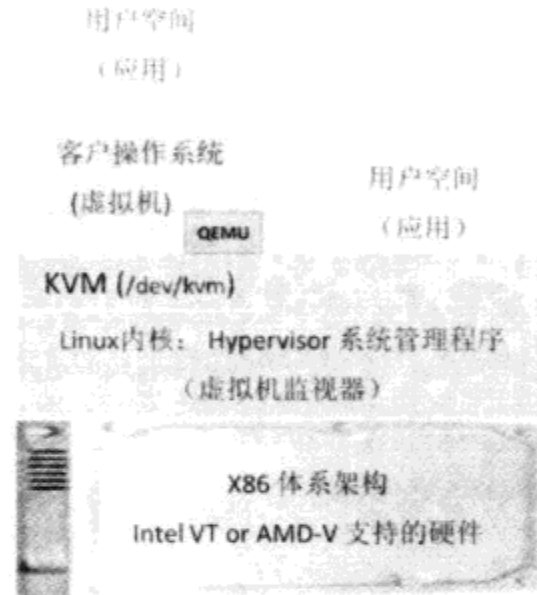 用户空间
（应用）
客户操作系统
(虚拟机)
QEMU
用户空间
（应用）
KVM (/dev/kvm)
Linux内核： Hypervisor 系统管理程序
（虚拟机监视器）
X86 体系架构
Intel VT or AMD-V 支持的硬件